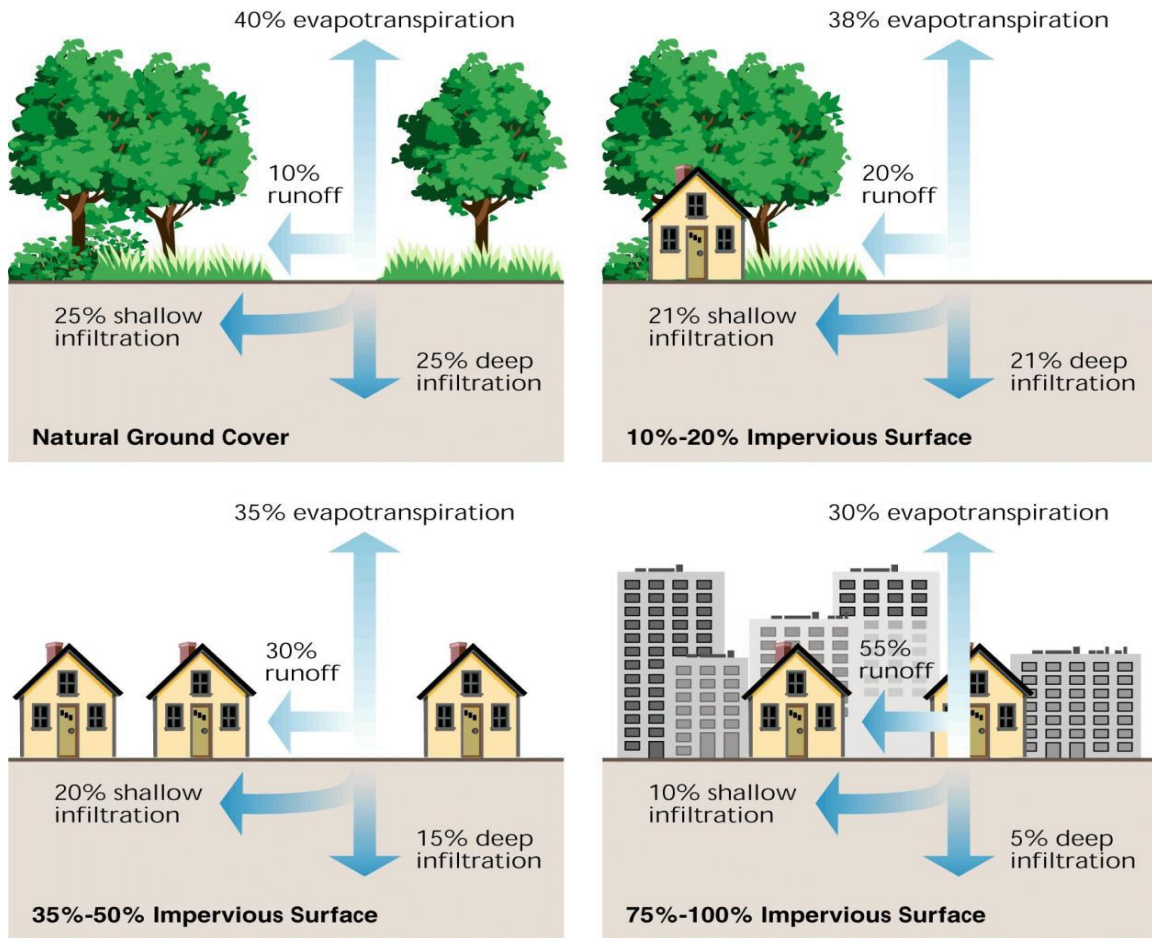 40% evapotranspiration
10%
runoff
25% shallow
infiltration
25% deep
infiltration
Natural Ground Cover
38% evapotranspiration
20%
runoff
21% shallow
infiltration
21% deep
infiltration
10%-20% Impervious Surface
35% evapotranspiration
30%
runoff
20% shallow
infiltration
15% deep
infiltration
35%-50% Impervious Surface
30% evapotranspiration
55%
runoff
10% shallow
infiltration
5% deep
infiltration
75%-100% Impervious Surface